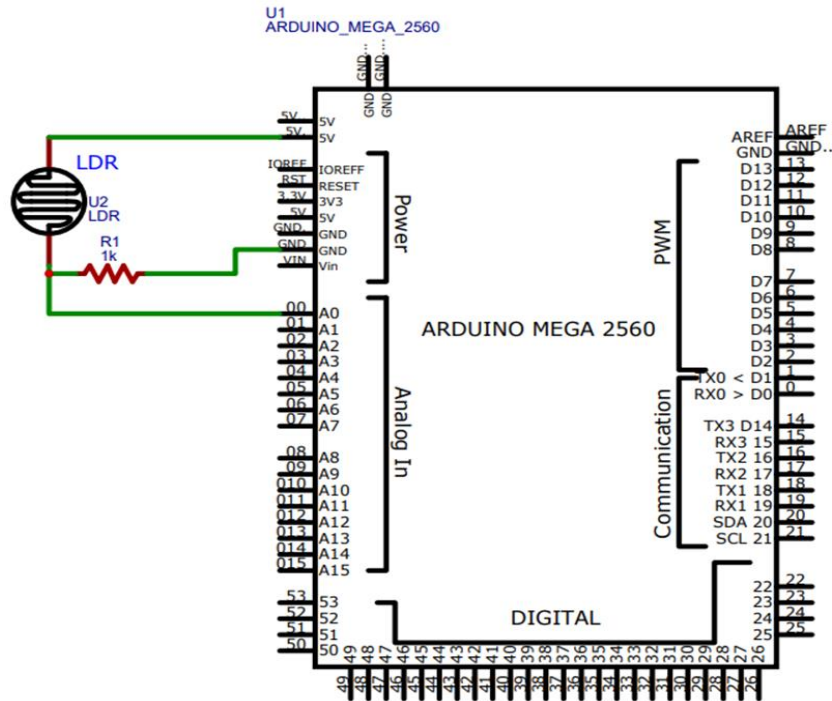 U1
ARDUINO_MEGA_2560
GND... GND...
GND GND
5V 5V
5V. 5V
IOREF IOREFF
RST RESET
3.3V 3V3
5V 5V
GND. GND
GND GND
VIN Vin
LDR
U2
LDR
R1
1k
Power
00 A0
01 A1
02 A2
03 A3
04 A4
05 A5
06 A6
07 A7
08 A8
09 A9
010 A10
011 A11
012 A12
013 A13
014 A14
015 A15
Analog In
53 53
52 52
51 51
50 50
ARDUINO MEGA 2560
AREF AREF
GND GND..
D13 13
D12 12
D11 11
D10 10
D9 9
D8 8
D7 7
D6 6
D5 5
D4 4
D3 3
D2 2
TX0 < D1 1
RX0 > D0 0
PWM
TX3 D14 14
RX3 15 15
TX2 16 16
RX2 17 17
TX1 18 18
RX1 19 19
SDA 20 20
SCL 21 21
Communication
22 22
23 23
24 24
25 25
DIGITAL
49 48 47 46 45 44 43 42 41 40 39 38 37 36 35 34 33 32 31 30 29 28 27 26
49 48 47 46 45 44 43 42 41 40 39 38 37 36 35 34 33 32 31 30 29 28 27 26